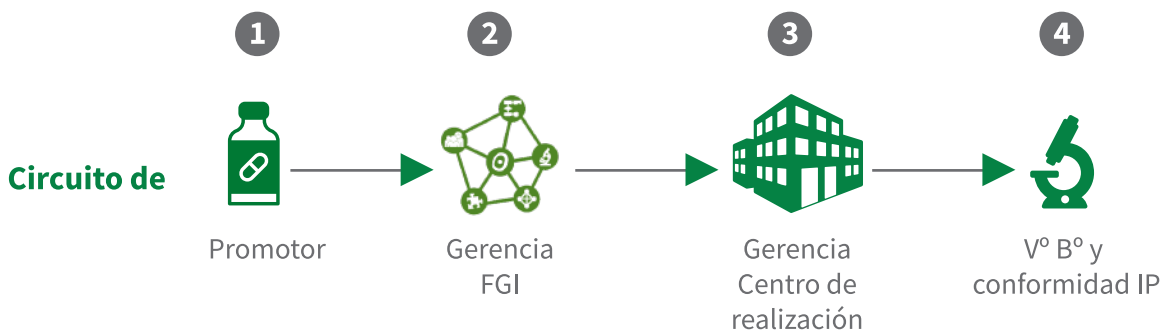 1
2
3
4
Circuito de
Promotor
Gerencia
FGI
Gerencia
Centro de
realización
Vº Bº y
conformidad IP